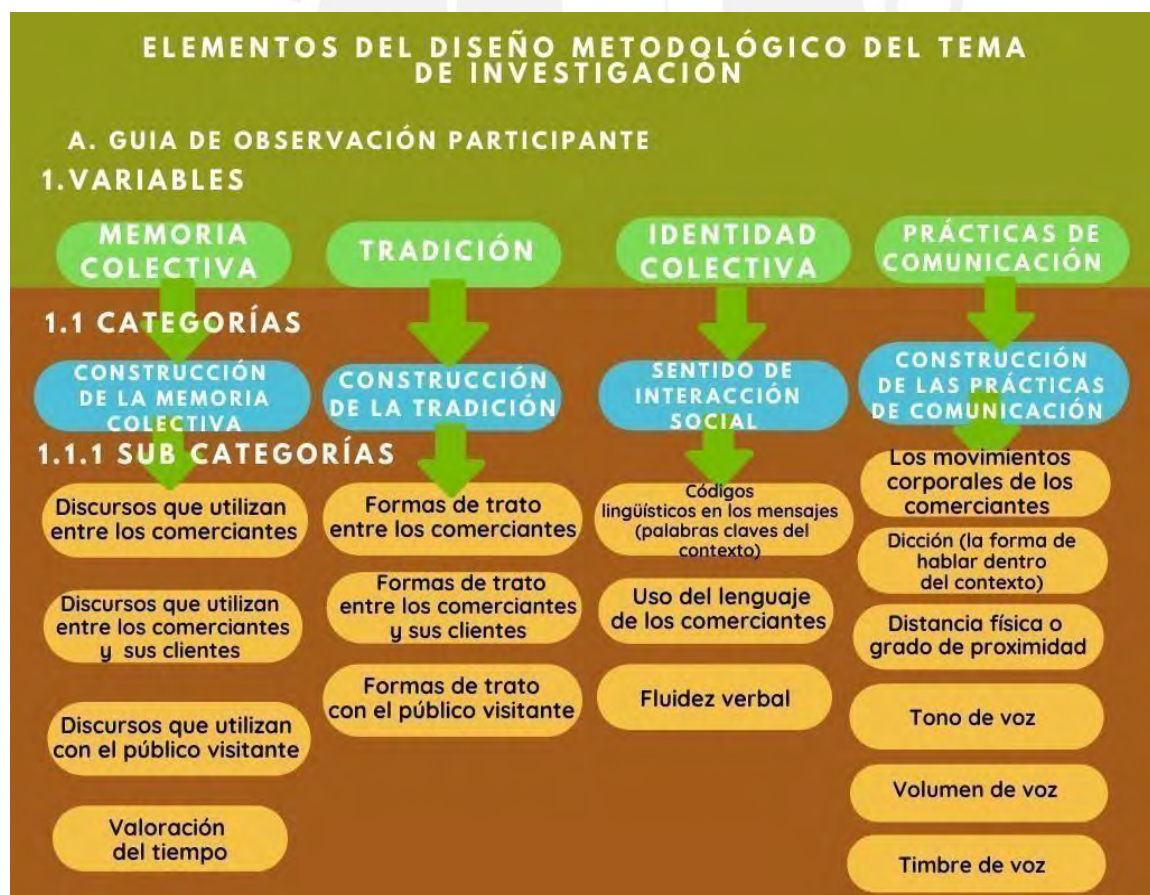 ELEMENTOS DEL DISEÑO METODOLÓGICO DEL TEMA
DE INVESTIGACIÓN
A. GUIA DE OBSERVACIÓN PARTICIPANTE
1.VARIABLES
MEMORIA
COLECTIVA
TRADICIÓN
IDENTIDAD
COLECTIVA
PRÁCTICAS DE
COMUNICACIÓN
1.1 CATEGORÍAS
CONSTRUCCIÓN
DE LA MEMORIA
COLECTIVA
CONSTRUCCIÓN
DE LA TRADICIÓN
SENTIDO DE
INTERACCIÓN
SOCIAL
CONSTRUCCIÓN
DE LAS PRÁCTICAS
DE COMUNICACIÓN
1.1.1 SUB CATEGORÍAS
Discursos que utilizan
entre los comerciantes
Discursos que utilizan
entre los comerciantes
y sus clientes
Discursos que utilizan
con el público visitante
Valoración
del tiempo
Formas de trato
entre los comerciantes
Formas de trato
entre los comerciantes
y sus clientes
Formas de trato
con el público visitante
Códigos
lingüísticos en los mensajes
(palabras claves del
contexto)
Uso del lenguaje
de los comerciantes
Fluidez verbal
Los movimientos
corporales de los
comerciantes
Dicción (la forma de
hablar dentro
del contexto)
Distancia física o
grado de proximidad
Tono de voz
Volumen de voz
Timbre de voz